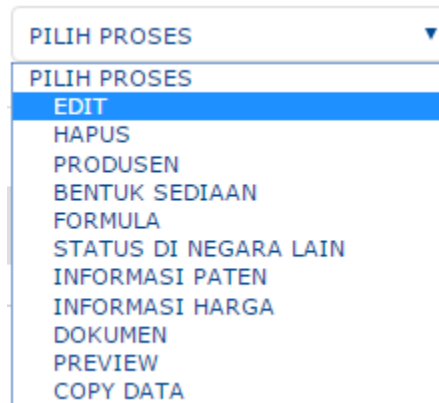 PILIH PROSES
PILIH PROSES
EDIT
HAPUS
PRODUSEN
BENTUK SEDIAAN
FORMULA
STATUS DI NEGARA LAIN
INFORMASI PATEN
INFORMASI HARGA
DOKUMEN
PREVIEW
COPY DATA